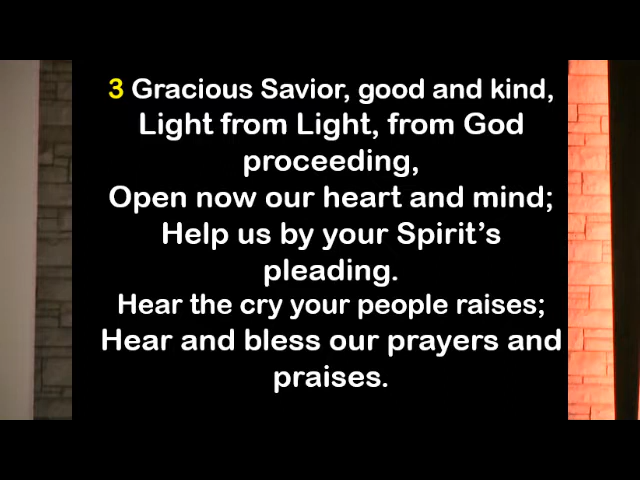 3 Gracious Savior, good and kind,
Light from Light, from God
proceeding,
Open now our heart and mind;
Help us by your Spirit’s
pleading.
Hear the cry your people raises;
Hear and bless our prayers and
praises.